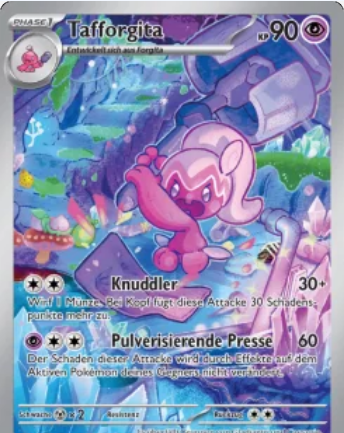 PHASE 1
Tafforgita
KP 90
Entwickelt sich aus Forgita
Knuddler 30+
Wirf 1 Münze. Bei Kopf fügt diese Attacke 30 Schadens-
punkte mehr zu.
Pulverisierende Presse 60
Der Schaden dieser Attacke wird durch Effekte auf dem
Aktiven Pokémon deines Gegners nicht verändert.
Schwäche ×2 Resistenz Rückzug